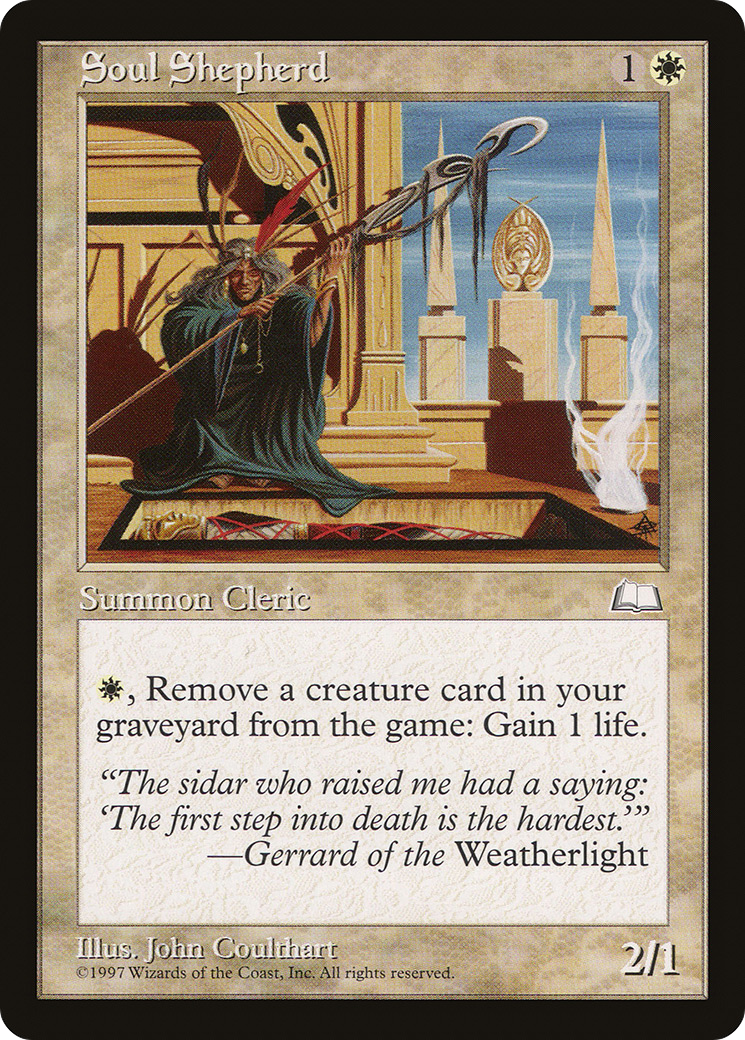 Soul Shepherd 1
Summon Cleric
, Remove a creature card in your
graveyard from the game: Gain 1 life.
“The sidar who raised me had a saying:
‘The first step into death is the hardest.’”
—Gerrard of the Weatherlight
Illus. John Coulthart
©1997 Wizards of the Coast, Inc. All rights reserved.
2/1